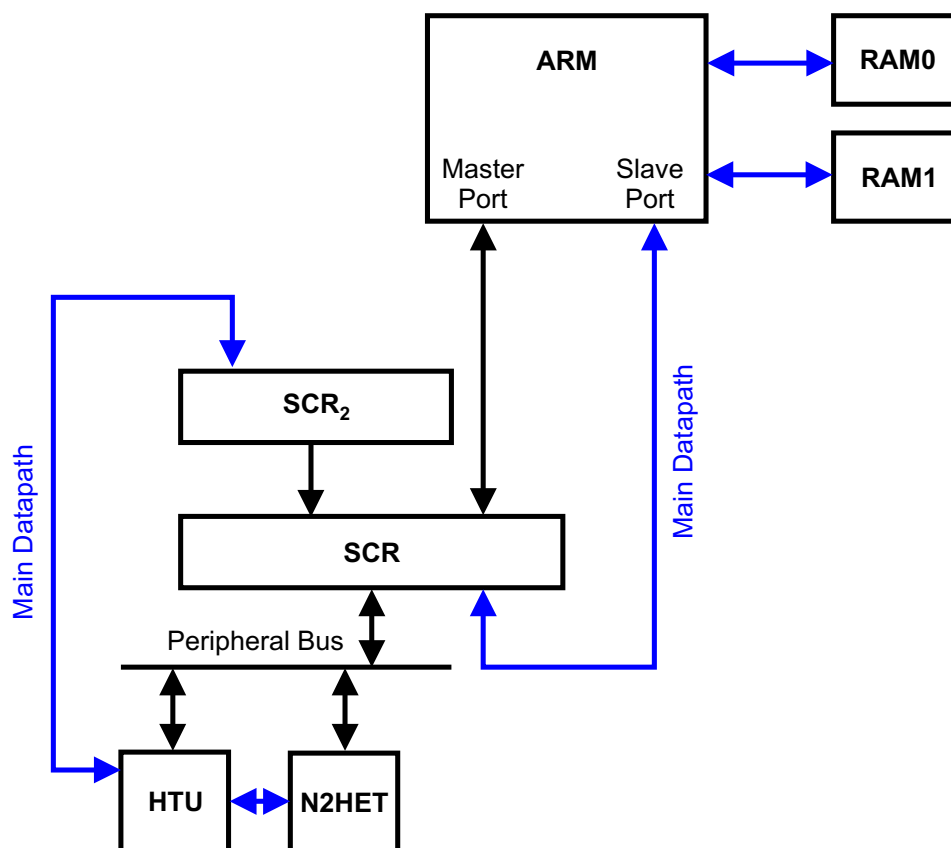 ARM
RAM0
Master
Port
Slave
Port
RAM1
SCR₂
Main Datapath
Main Datapath
SCR
Peripheral Bus
HTU
N2HET